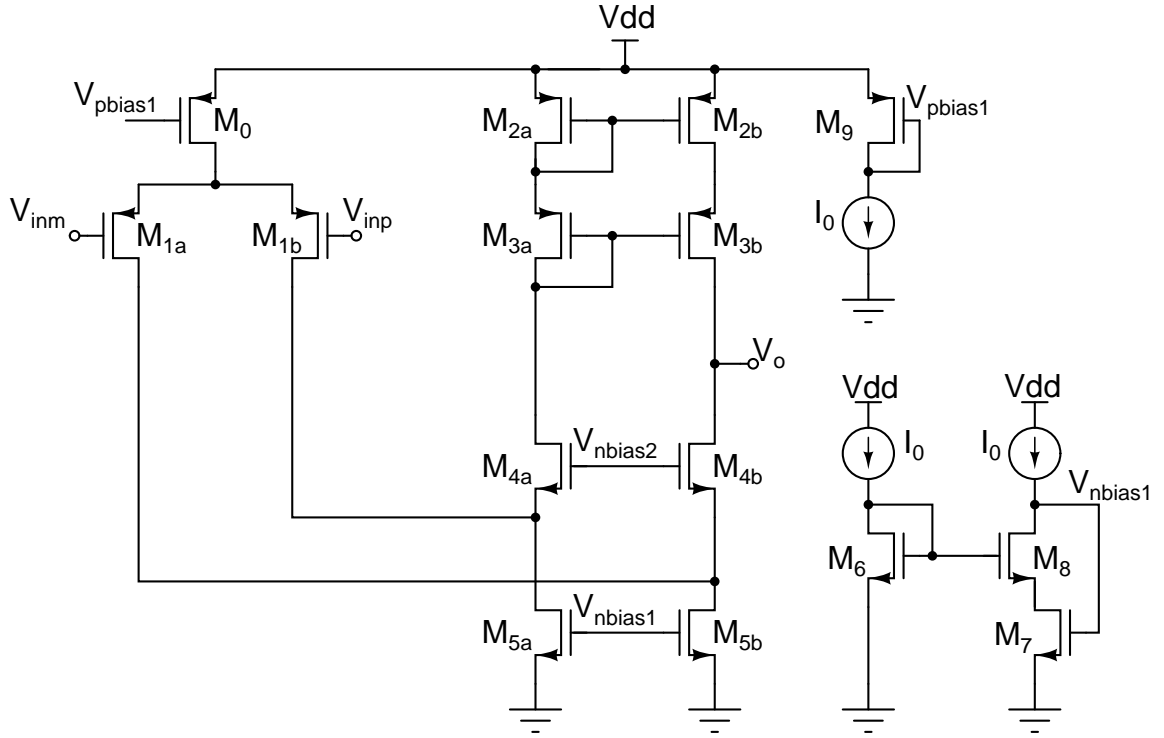 Vdd
Vpbias1
M0
M2a
M2b
M9
Vpbias1
Vinm
M1a
M1b
Vinp
M3a
M3b
I0
Vo
Vdd
Vdd
I0
I0
M4a
Vnbias2
M4b
Vnbias1
M6
M8
M5a
Vnbias1
M5b
M7